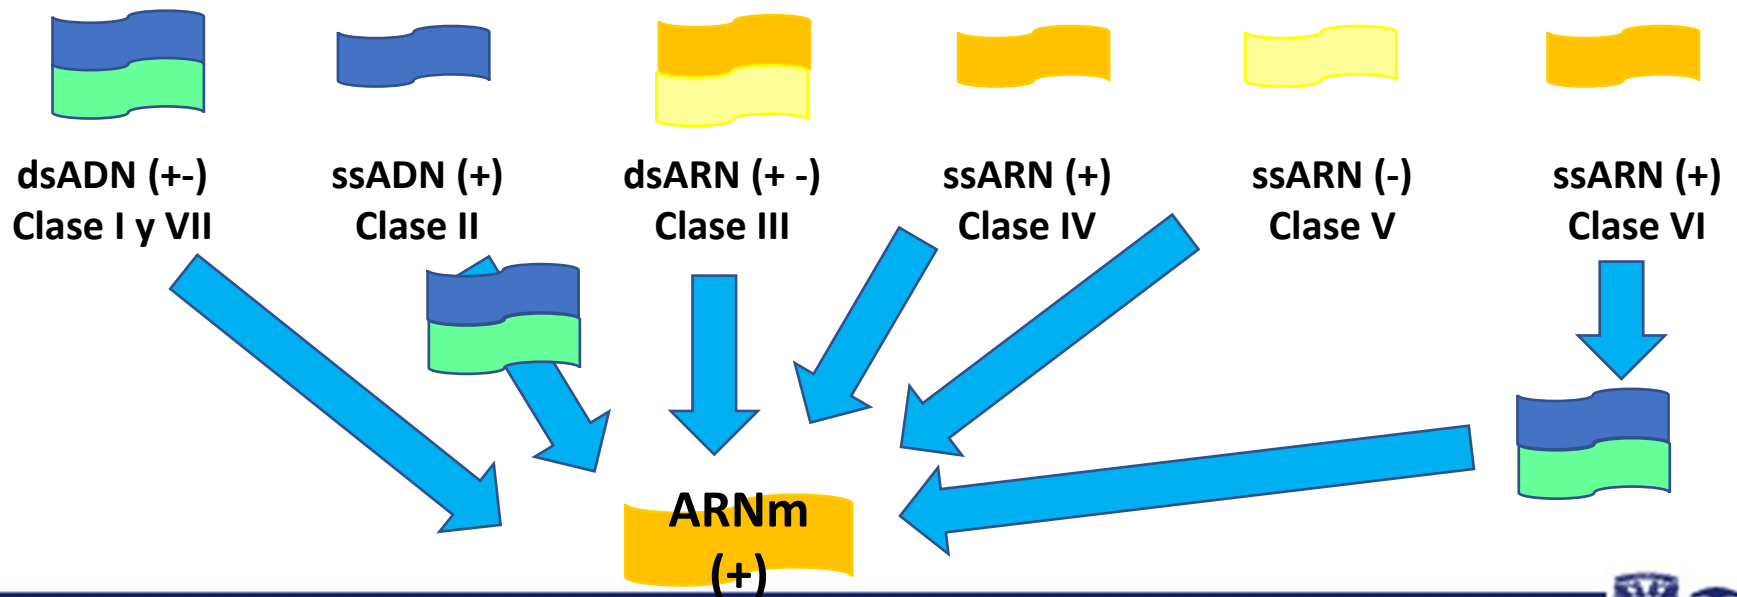 dsADN (+-)
Clase I y VII
ssADN (+)
Clase II
dsARN (+ -)
Clase III
ssARN (+)
Clase IV
ssARN (-)
Clase V
ssARN (+)
Clase VI
ARNm
(+)